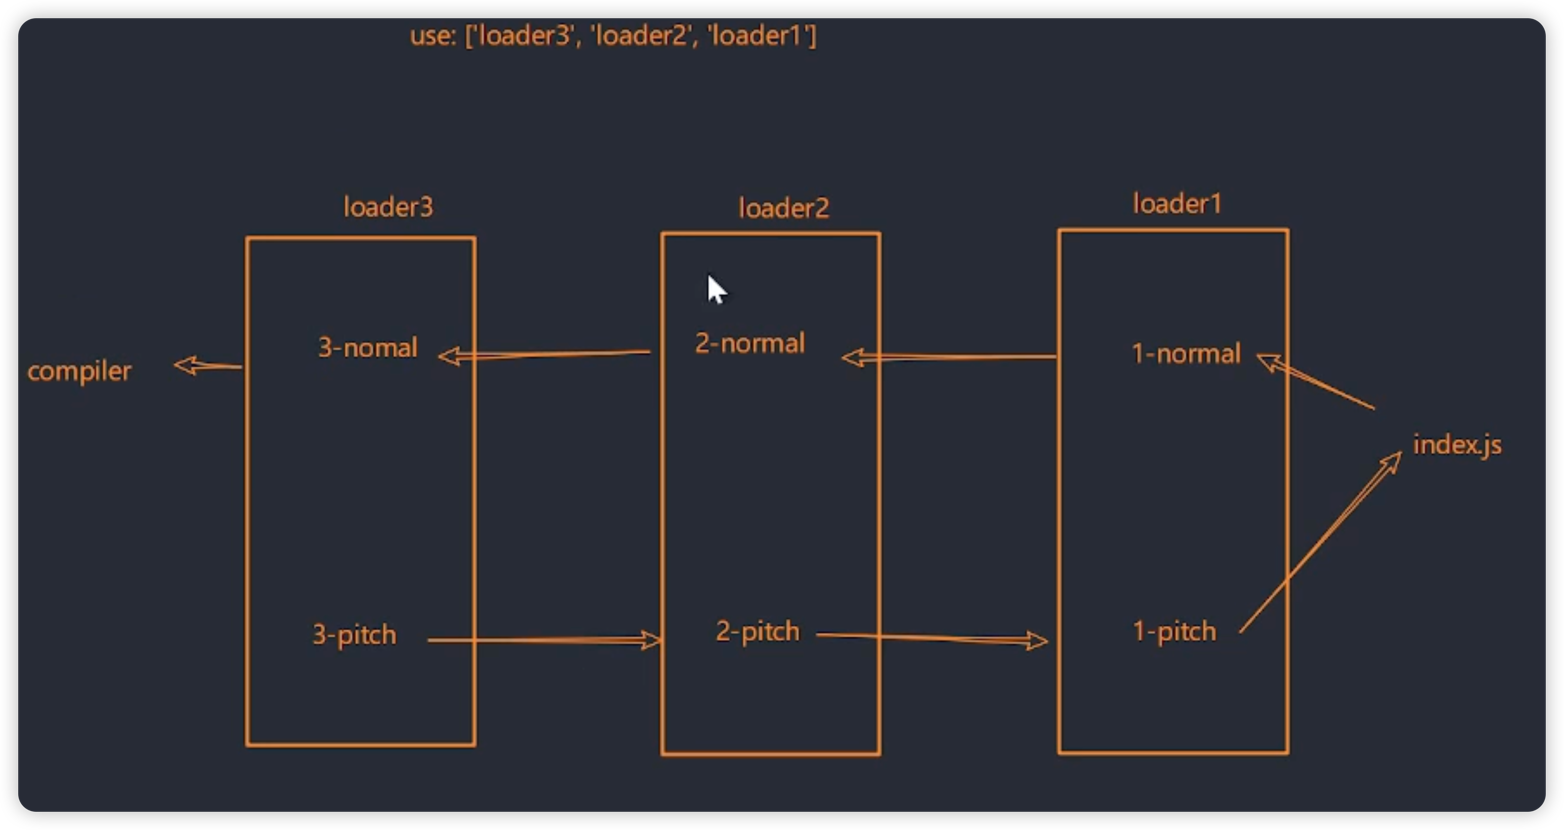 use: ['loader3', 'loader2', 'loader1']
loader3
loader2
loader1
3-nomal
2-normal
1-normal
compiler
index.js
3-pitch
2-pitch
1-pitch